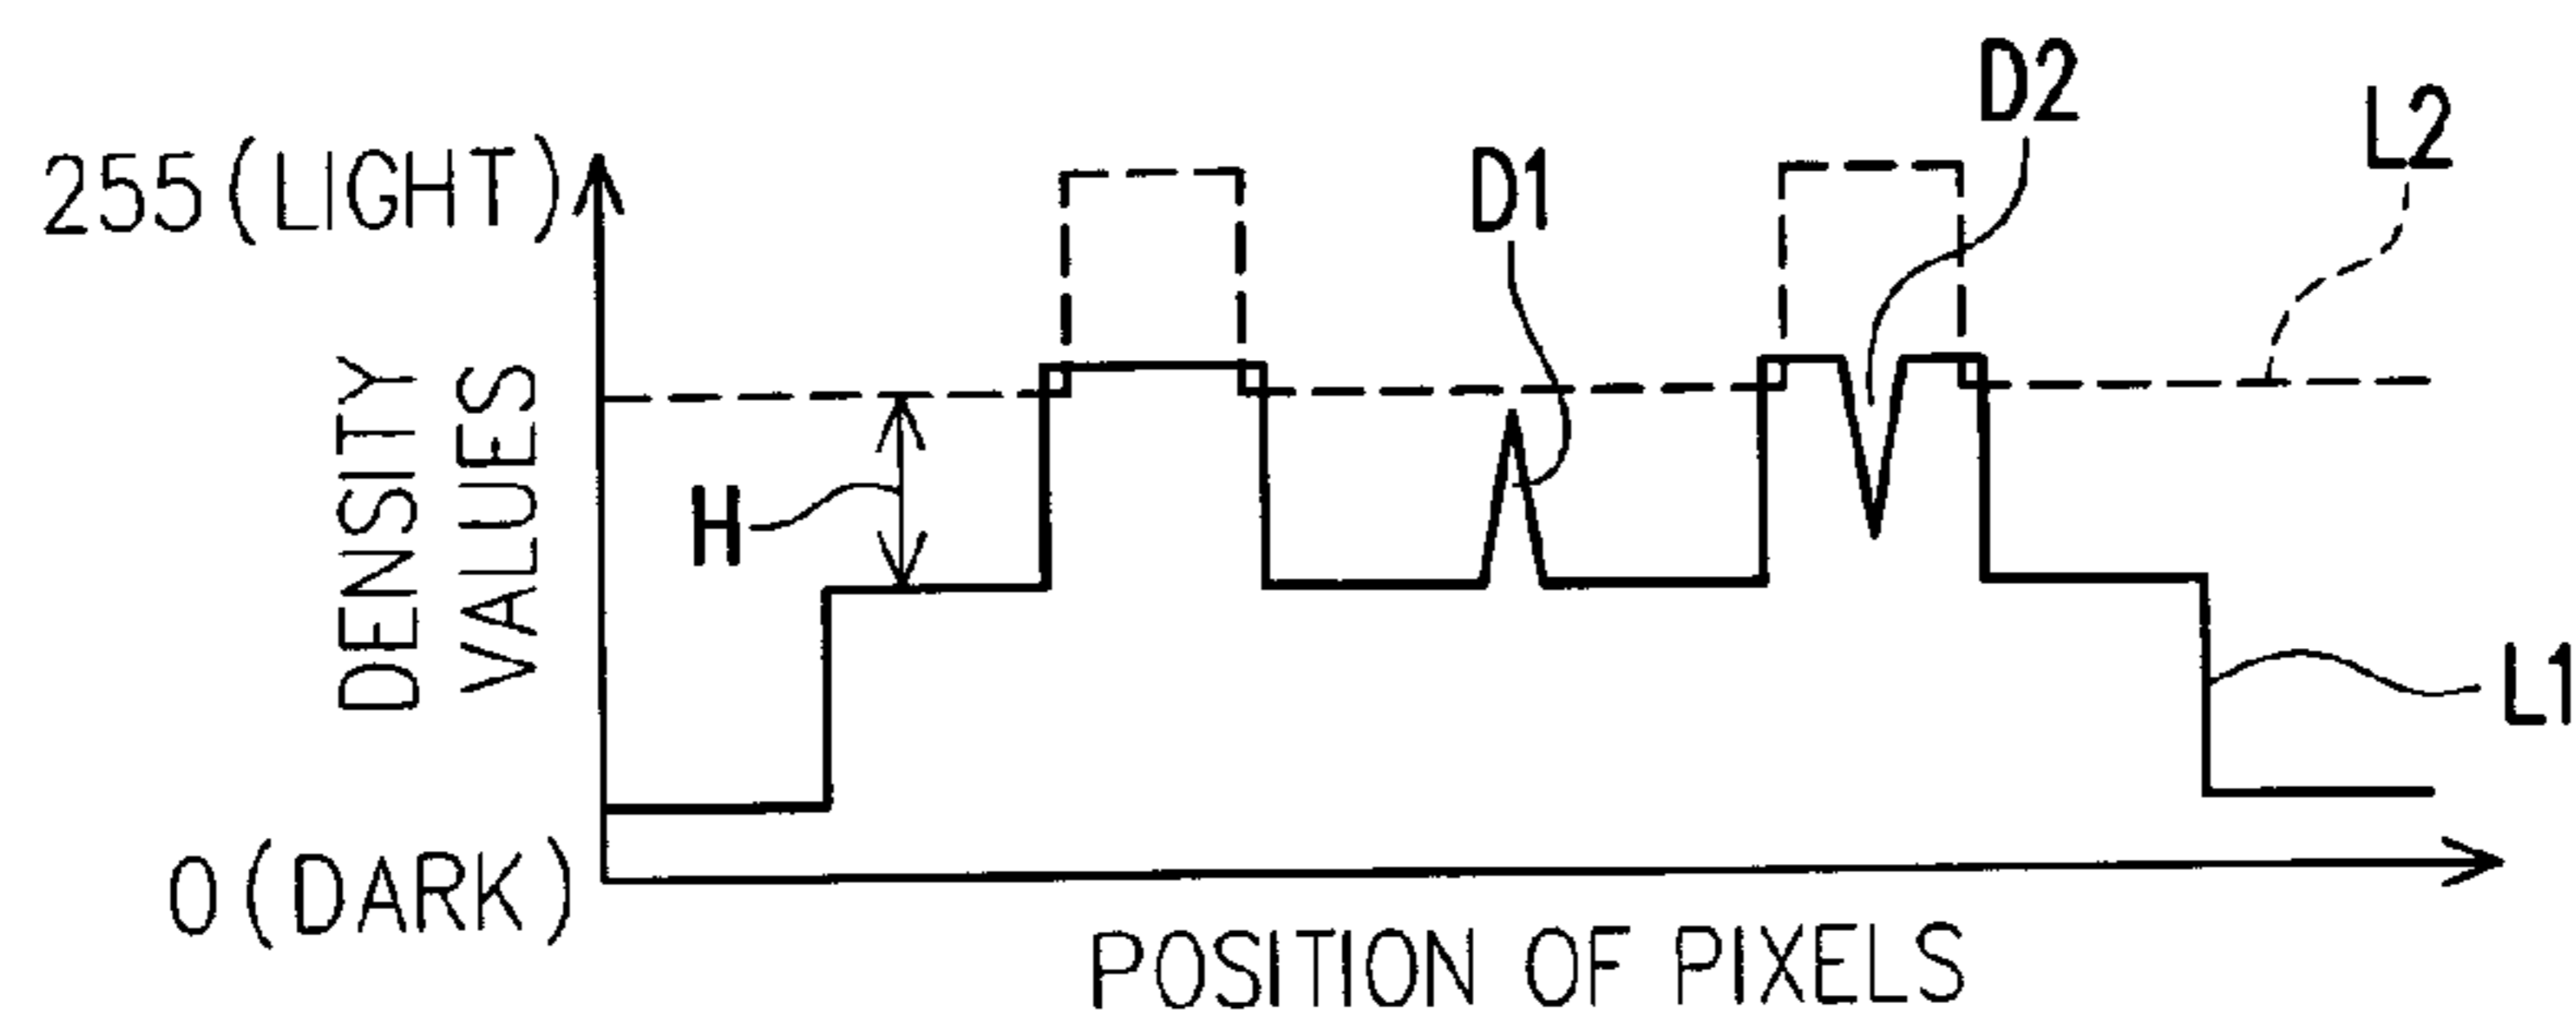 D2
L2
D1
255(LIGHT)
H
DENSITY
VALUES
L1
0(DARK)
POSITION OF PIXELS